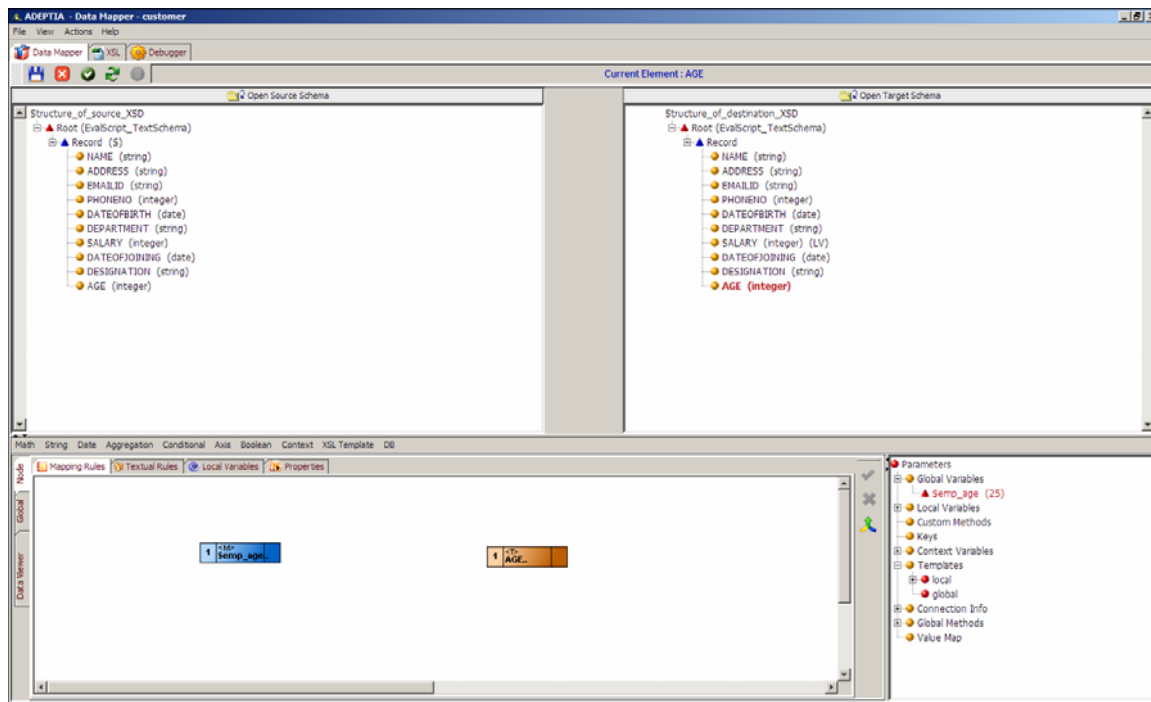 ADEPTIA - Data Mapper - customer
File View Actions Help
Data Mapper XSL Debugger
Current Element : AGE
Open Source Schema
Structure_of_source_XSD
Root (EvalScript_TextSchema)
Record (S)
NAME (string)
ADDRESS (string)
EMAILID (string)
PHONENO (integer)
DATEOFBIRTH (date)
DEPARTMENT (string)
SALARY (integer)
DATEOFJOINING (date)
DESIGNATION (string)
AGE (integer)
Open Target Schema
Structure_of_destination_XSD
Root (EvalScript_TextSchema)
Record
NAME (string)
ADDRESS (string)
EMAILID (string)
PHONENO (integer)
DATEOFBIRTH (date)
DEPARTMENT (string)
SALARY (integer) (LV)
DATEOFJOINING (date)
DESIGNATION (string)
AGE (integer)
Math String Date Aggregation Conditional Axis Boolean Context XSL Template DB
Node
Global
Data Viewer
Mapping Rules Textual Rules Local Variables Properties
1 <M> $emp_age..
1 <T> AGE..
Parameters
Global Variables
$emp_age (25)
Local Variables
Custom Methods
Keys
Context Variables
Templates
local
global
Connection Info
Global Methods
Value Map